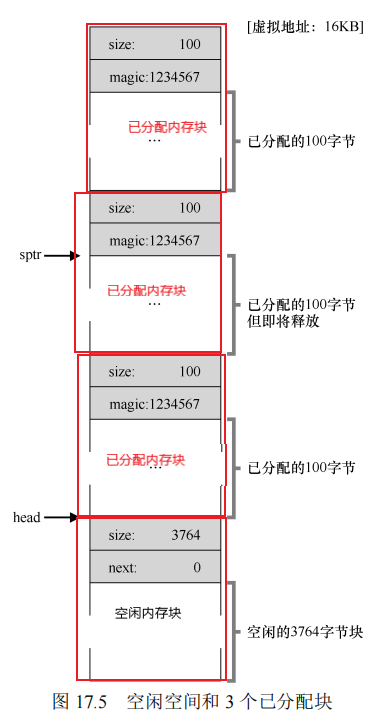 [虚拟地址：16KB]
size: 100
magic:1234567
已分配内存块
…
已分配的100字节
size: 100
magic:1234567
sptr
已分配内存块
…
已分配的100字节
但即将释放
size: 100
magic:1234567
已分配内存块
…
已分配的100字节
head
size: 3764
next: 0
空闲内存块
空闲的3764字节块
图 17.5 空闲空间和 3 个已分配块